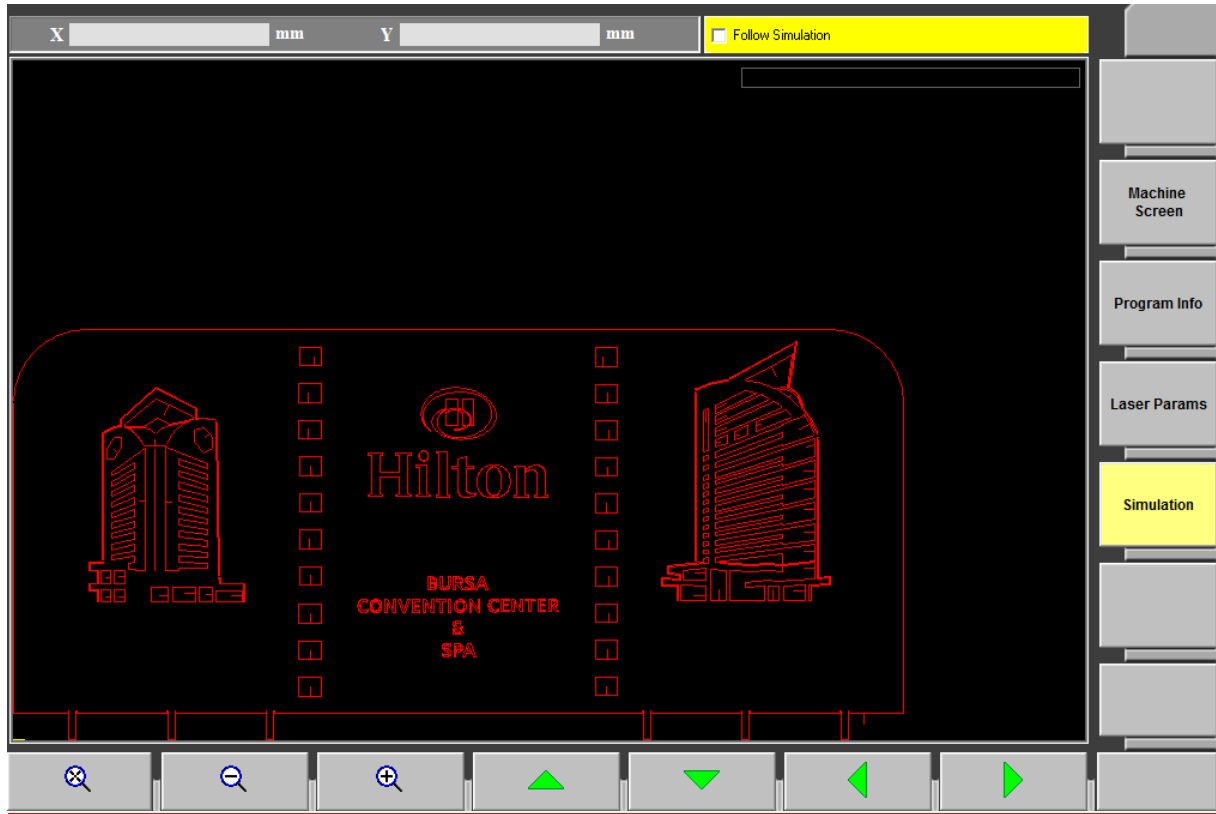 X mm Y mm Follow Simulation
Machine
Screen
Program Info
Laser Params
Simulation
Hilton
BURSA
CONVENTION CENTER
&
SPA